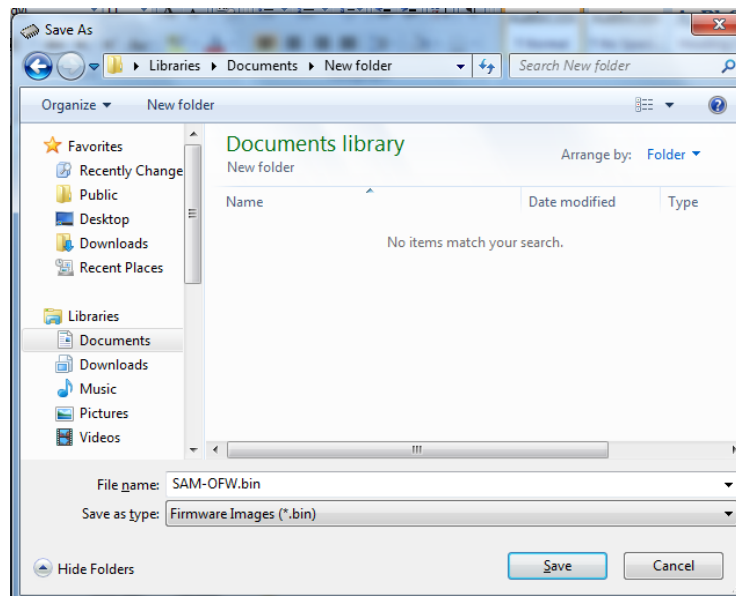 Save As
Libraries Documents New folder
Search New folder
Organize New folder
Favorites
Recently Change
Public
Desktop
Downloads
Recent Places
Libraries
Documents
Downloads
Music
Pictures
Videos
Documents library
New folder
Arrange by: Folder
Name Date modified Type
No items match your search.
File name: SAM-OFW.bin
Save as type: Firmware Images (*.bin)
Hide Folders
Save
Cancel